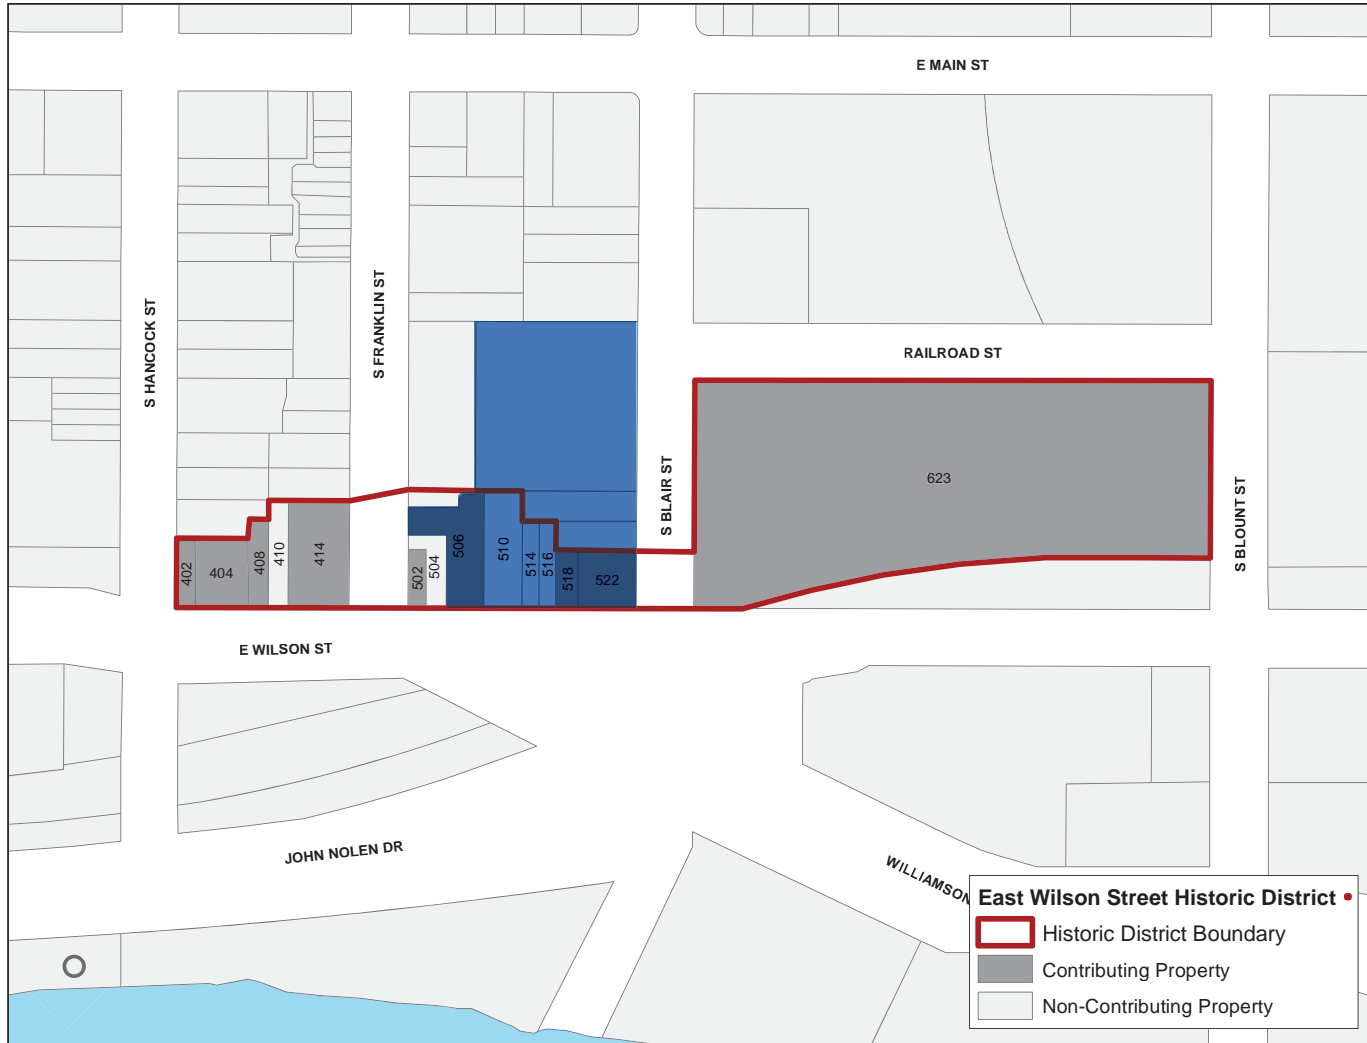 E MAIN ST
S HANCOCK ST
S FRANKLIN ST
RAILROAD ST
S BLAIR ST
S BLOUNT ST
623
402
404
408
410
414
502
504
506
510
514
516
518
522
E WILSON ST
JOHN NOLEN DR
WILLIAMSON
East Wilson Street Historic District
Historic District Boundary
Contributing Property
Non-Contributing Property